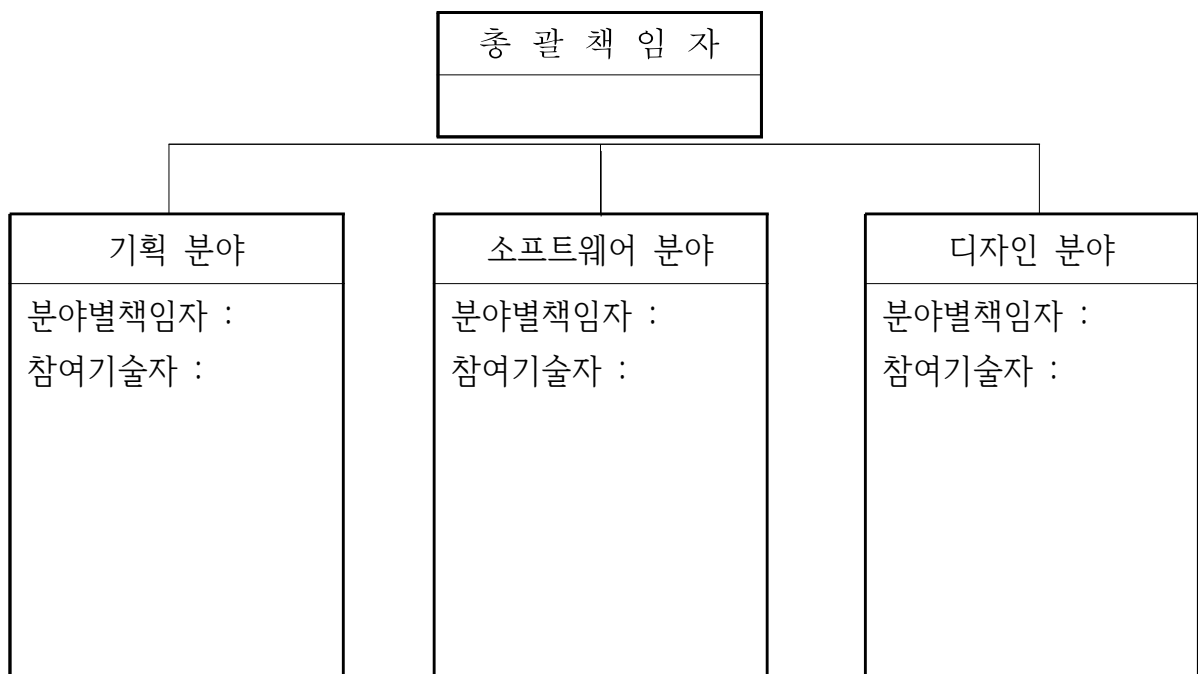 총 괄 책 임 자
기획 분야
분야별책임자 :
참여기술자 :
소프트웨어 분야
분야별책임자 :
참여기술자 :
디자인 분야
분야별책임자 :
참여기술자 :